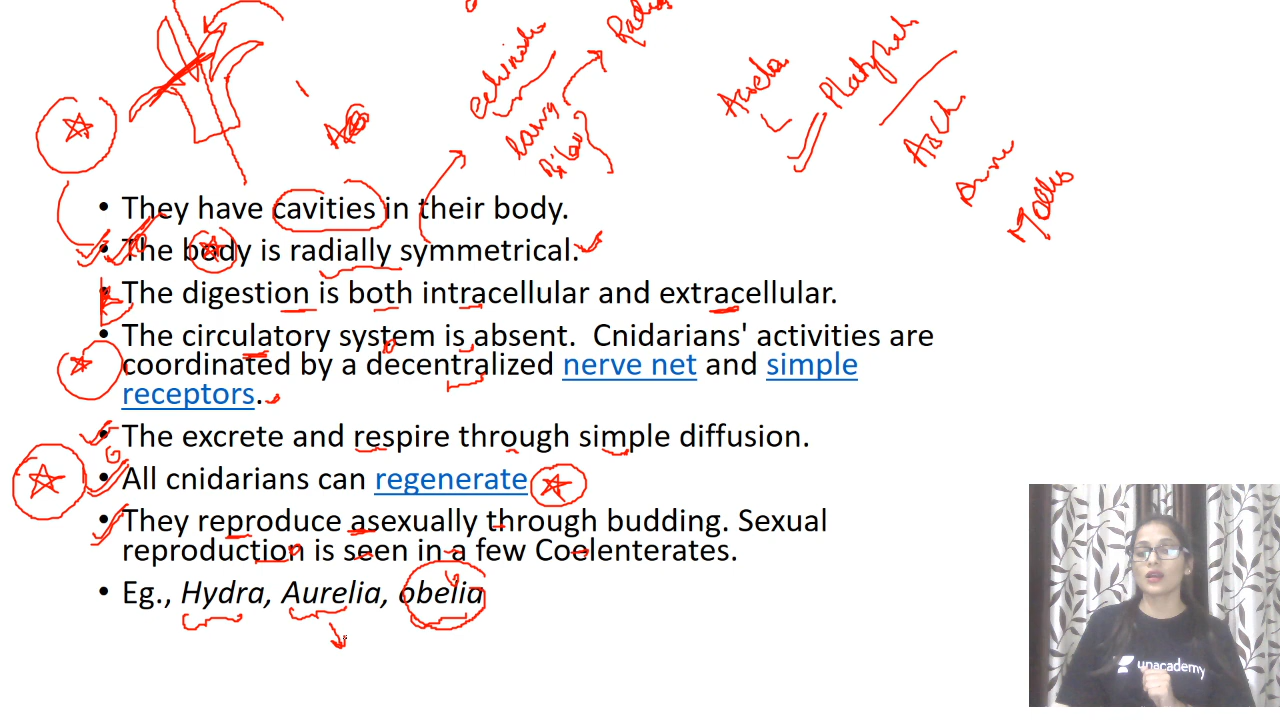 • They have cavities in their body.
• The body is radially symmetrical.
• The digestion is both intracellular and extracellular.
• The circulatory system is absent.  Cnidarians' activities are
coordinated by a decentralized nerve net and simple
receptors.
• The excrete and respire through simple diffusion.
• All cnidarians can regenerate
• They reproduce asexually through budding. Sexual
reproduction is seen in a few Coelenterates.
• Eg., Hydra, Aurelia, obelia
unacademy